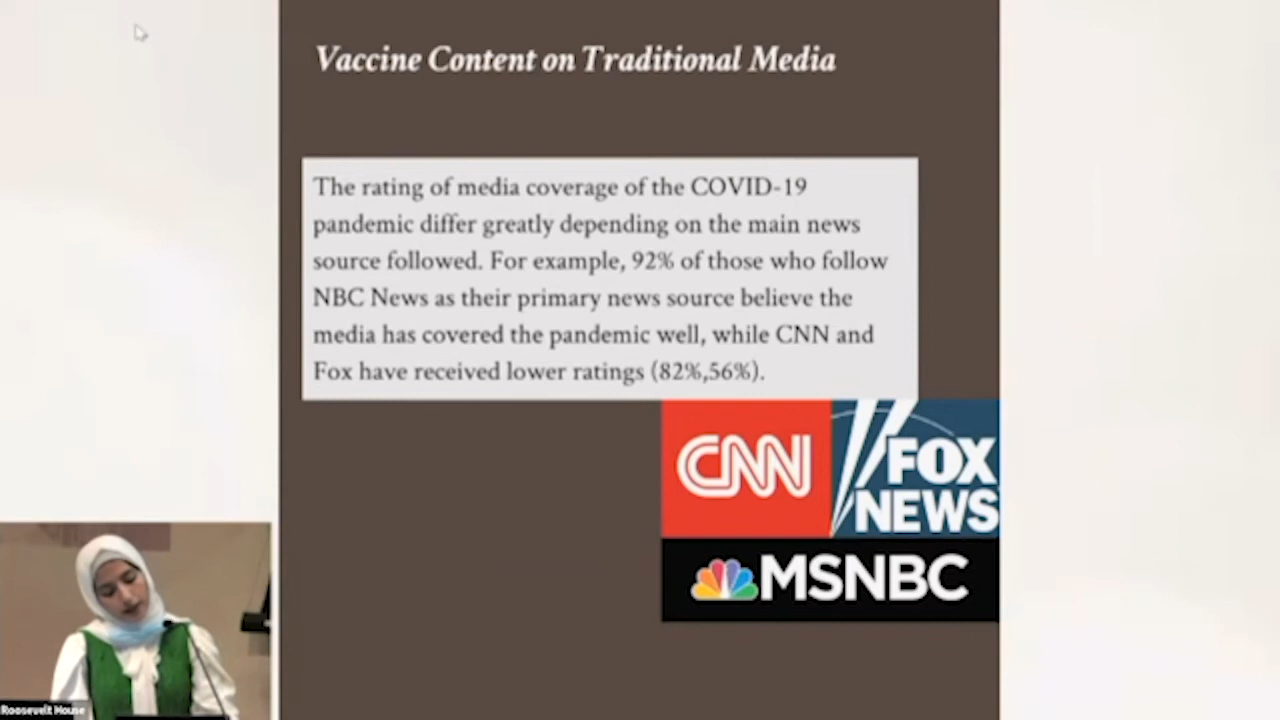 Vaccine Content on Traditional Media
The rating of media coverage of the COVID-19
pandemic differ greatly depending on the main news
source followed. For example, 92% of those who follow
NBC News as their primary news source believe the
media has covered the pandemic well, while CNN and
Fox have received lower ratings (82%,56%).
CNN
FOX
NEWS
MSNBC
Roosevelt House